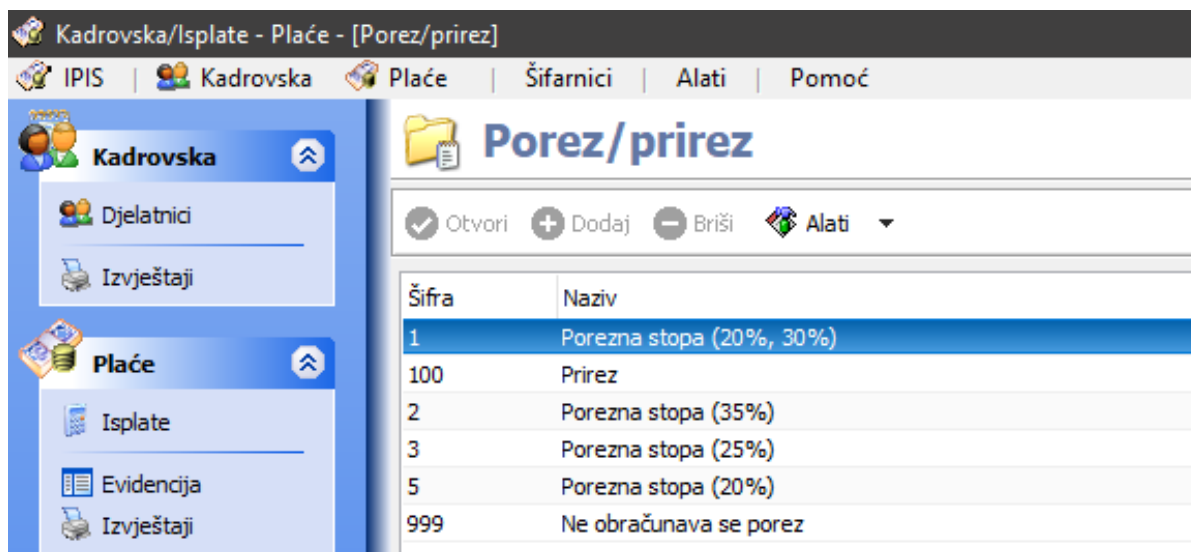 Kadrovska/Isplate - Plaće - [Porez/prirez]
IPIS | Kadrovska Plaće | Šifarnici | Alati | Pomoć
Kadrovska
Djelatnici
Izvještaji
Plaće
Isplate
Evidencija
Izvještaji
Porez/prirez
Otvori Dodaj Briši Alati
Šifra Naziv
1 Porezna stopa (20%, 30%)
100 Prirez
2 Porezna stopa (35%)
3 Porezna stopa (25%)
5 Porezna stopa (20%)
999 Ne obračunava se porez